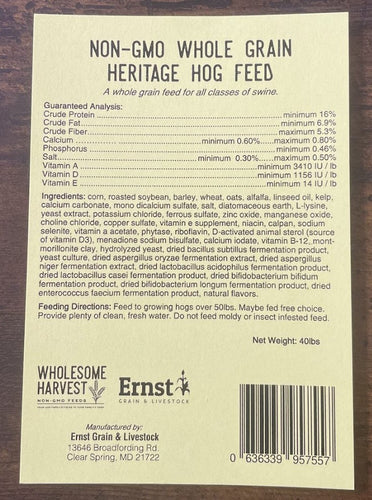 NON-GMO WHOLE GRAIN
HERITAGE HOG FEED
A whole grain feed for all classes of swine.
Guaranteed Analysis:
Crude Protein ................ minimum 16%
Crude Fat ................ minimum 6.9%
Crude Fiber ................ maximum 5.3%
Calcium ................ minimum 0.60% ........ maximum 0.80%
Phosphorus ................ minimum 0.46%
Salt ................ minimum 0.30% ........ maximum 0.50%
Vitamin A ................ minimum 3410 IU / lb
Vitamin D ................ minimum 1156 IU / lb
Vitamin E ................ minimum 14 IU / lb
Ingredients: corn, roasted soybean, barley, wheat, oats, alfalfa, linseed oil, kelp,
calcium carbonate, mono dicalcium sulfate, salt, diatomaceous earth, L-lysine,
yeast extract, potassium chloride, ferrous sulfate, zinc oxide, manganese oxide,
choline chloride, copper sulfate, vitamin e supplement, niacin, calpan, sodium
selenite, vitamin a acetate, phytase, riboflavin, D-activated animal sterol (source
of vitamin D3), menadione sodium bisulfate, calcium iodate, vitamin B-12, mont-
morillonite clay, hydrolyzed yeast, dried bacillus subtillus fermentation product,
yeast culture, dried aspergillus oryzae fermentation extract, dried aspergillus
niger fermentation extract, dried lactobacillus acidophilus fermentation product,
dried lactobacillus casei fermentation product, dried bifidobacterium bifidum
fermentation product, dried bifidobacterium longum fermentation product, dried
enterococcus faecium fermentation product, natural flavors.
Feeding Directions: Feed to growing hogs over 50lbs. Maybe fed free choice.
Provide plenty of clean, fresh water. Do not feed moldy or insect infested feed.
Net Weight: 40lbs
WHOLESOME
HARVEST
NON-GMO FEEDS
Ernst
GRAIN & LIVESTOCK
Manufactured by:
Ernst Grain & Livestock
13646 Broadfording Rd.
Clear Spring, MD 21722
0 636339 957557